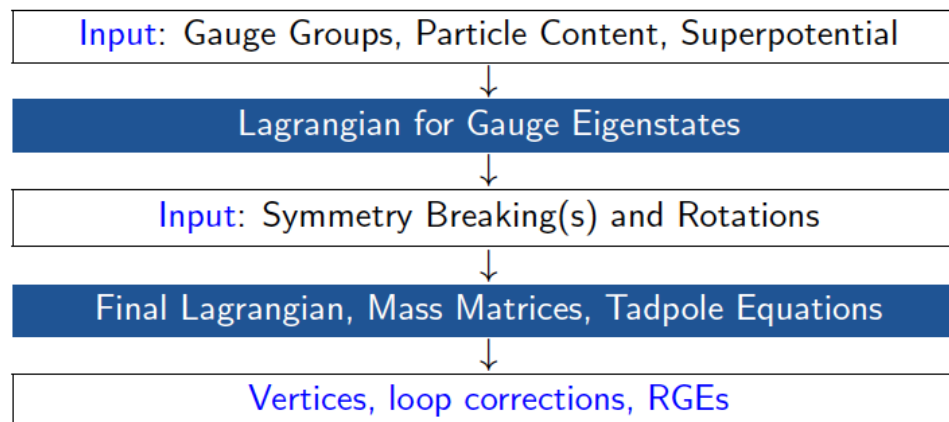 Input: Gauge Groups, Particle Content, Superpotential
Lagrangian for Gauge Eigenstates
Input: Symmetry Breaking(s) and Rotations
Final Lagrangian, Mass Matrices, Tadpole Equations
Vertices, loop corrections, RGEs